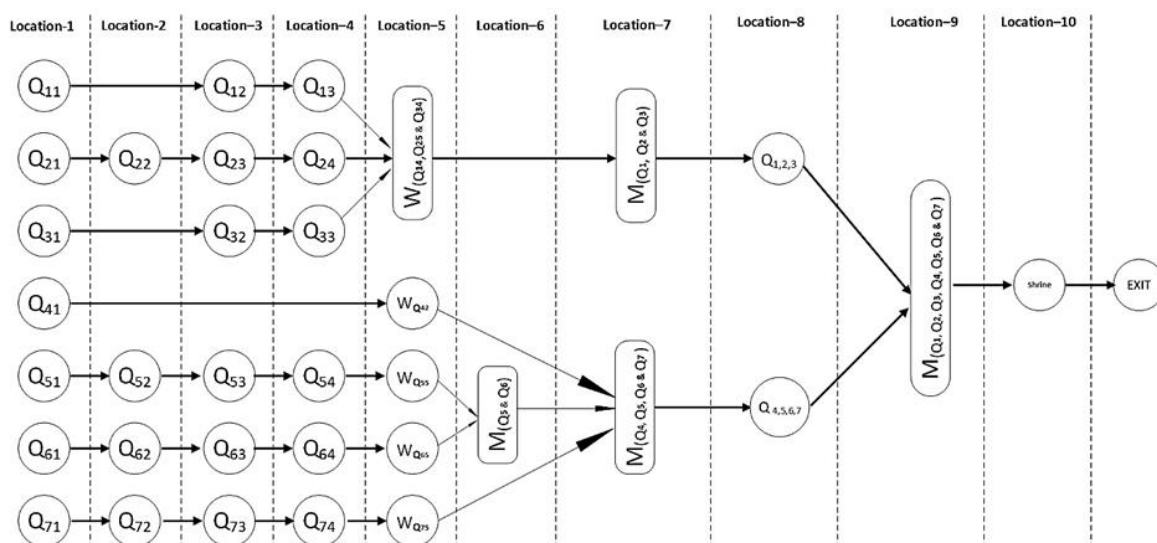 Location-1 Location-2 Location–3 Location–4 Location–5 Location–6 Location–7 Location–8 Location–9 Location–10
Q11 Q12 Q13
Q21 Q22 Q23 Q24
Q31 Q32 Q33
W(Q14,Q25 & Q34)
M(Q1, Q2 & Q3)
Q1,2,3
Q41 WQ42
Q51 Q52 Q53 Q54 WQ55
Q61 Q62 Q63 Q64 WQ65
Q71 Q72 Q73 Q74 WQ75
M(Q5 & Q6)
M(Q4, Q5, Q6 & Q7)
Q 4,5,6,7
M(Q1, Q2, Q3, Q4, Q5, Q6 & Q7)
Shrine
EXIT